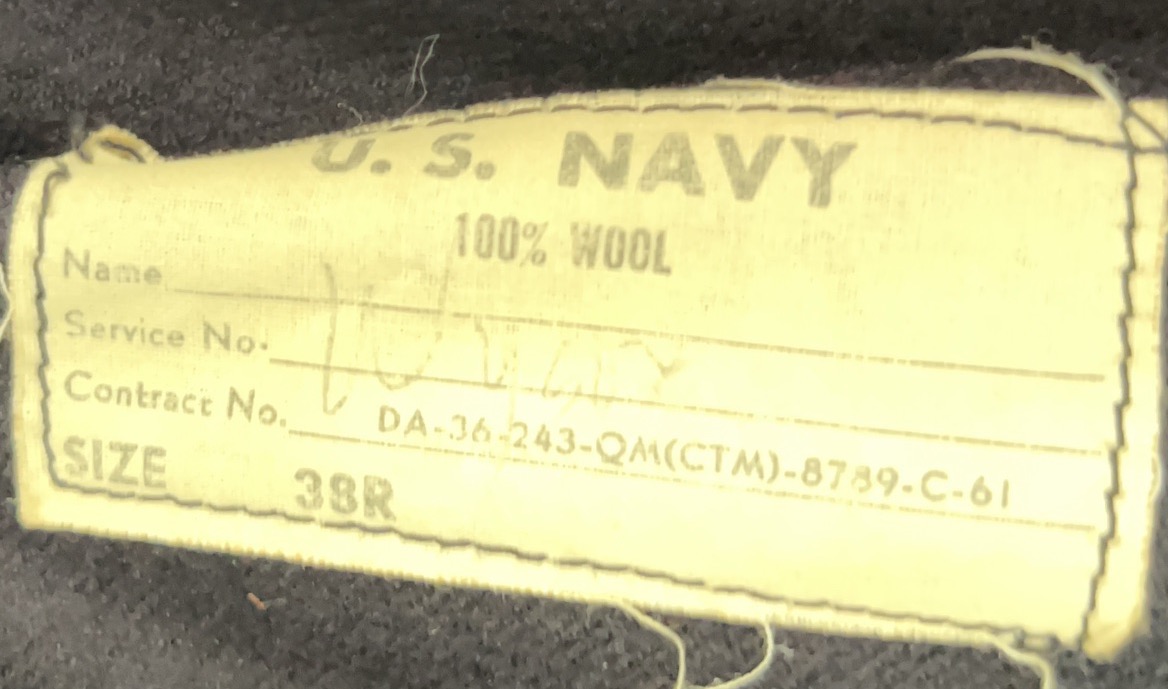 U. S. NAVY
100% WOOL
Name
Service No.
Contract No. DA-36-243-QM(CTM)-8789-C-61
SIZE 38R